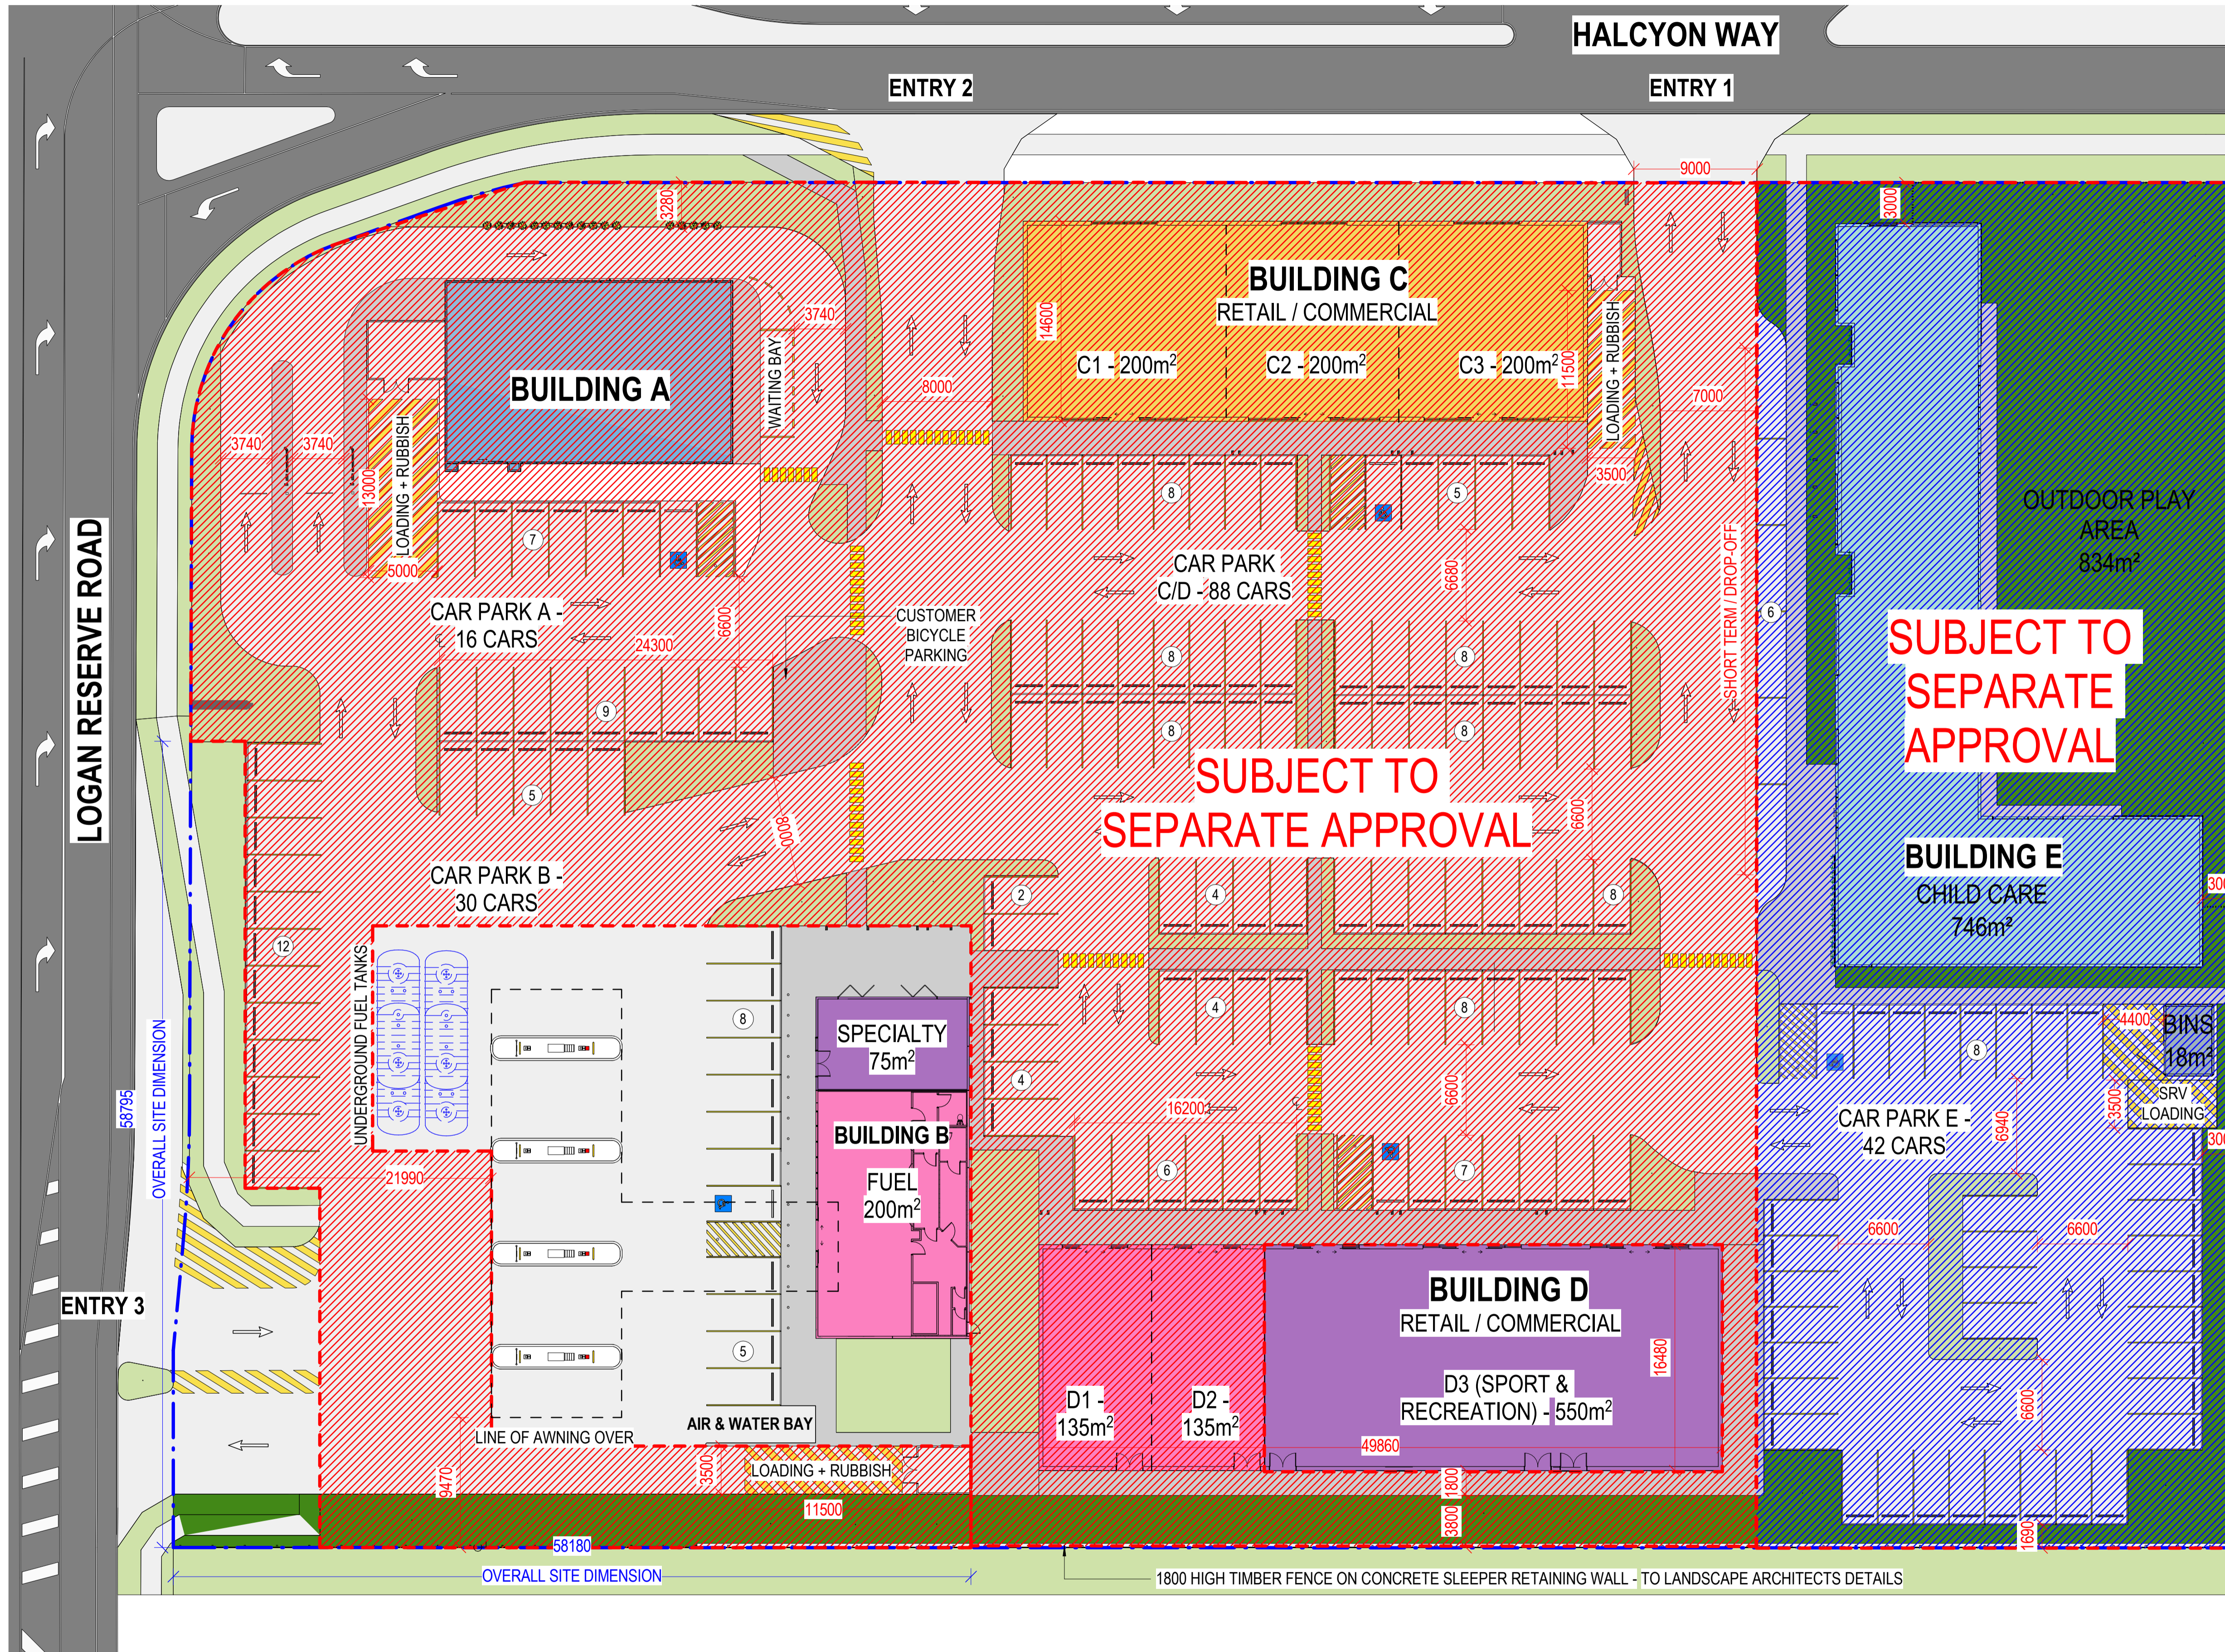 HALCYON WAY
ENTRY 2
ENTRY 1
9000
3280
3000
BUILDING C
RETAIL / COMMERCIAL
14600
C1 - 200m²
C2 - 200m²
C3 - 200m²
11500
LOADING + RUBBISH
3740
WAITING BAY
BUILDING A
8000
7000
3740
3740
13000
LOADING + RUBBISH
3500
8
5
7
5000
OUTDOOR PLAY
AREA
834m²
CAR PARK
C/D - 88 CARS
6680
SHORT TERM / DROP-OFF
6
CAR PARK A -
16 CARS
6600
24300
CUSTOMER
BICYCLE
PARKING
8
8
SUBJECT TO
SEPARATE
APPROVAL
LOGAN RESERVE ROAD
9
8
8
5
8000
SUBJECT TO
SEPARATE APPROVAL
6600
CAR PARK B -
30 CARS
BUILDING E
CHILD CARE
746m²
2
4
8
12
UNDERGROUND FUEL TANKS
8
SPECIALTY
75m²
4
8
4400
BINS
18m²
8
SRV
LOADING
3500
4
16200
6600
58795
OVERALL SITE DIMENSION
BUILDING B
FUEL
200m²
CAR PARK E -
42 CARS
6940
6
7
21990
6600
6600
ENTRY 3
BUILDING D
RETAIL / COMMERCIAL
16480
5
D3 (SPORT &
RECREATION) - 550m²
D1 -
135m²
D2 -
135m²
6600
AIR & WATER BAY
LINE OF AWNING OVER
49860
9470
3500
LOADING + RUBBISH
11500
1800
3800
1690
58180
OVERALL SITE DIMENSION
1800 HIGH TIMBER FENCE ON CONCRETE SLEEPER RETAINING WALL - TO LANDSCAPE ARCHITECTS DETAILS